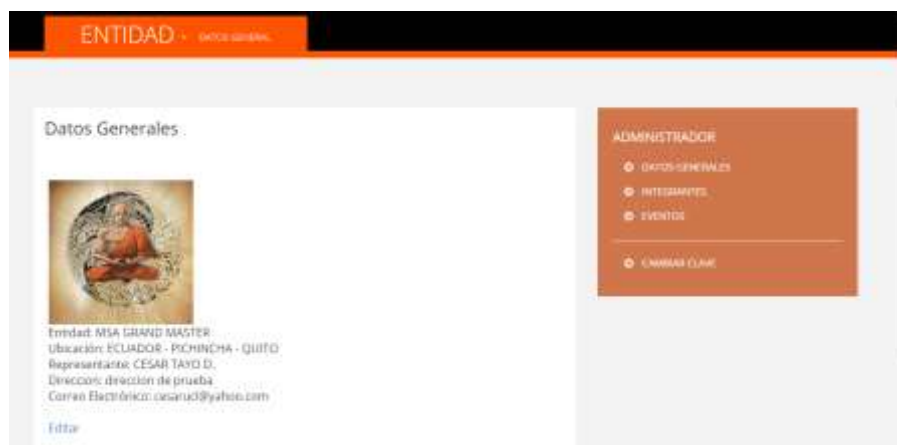 ENTIDAD - DATOS GENERAL
Datos Generales
Entidad: MSA GRAND MASTER
Ubicación: ECUADOR - PICHINCHA - QUITO
Representante: CESAR TAYO D.
Direccion: direccion de prueba
Correo Electrónico: cesarucl@yahoo.com
Editar
ADMINISTRADOR
DATOS GENERALES
INTEGRANTES
EVENTOS
CAMBIAR CLAVE